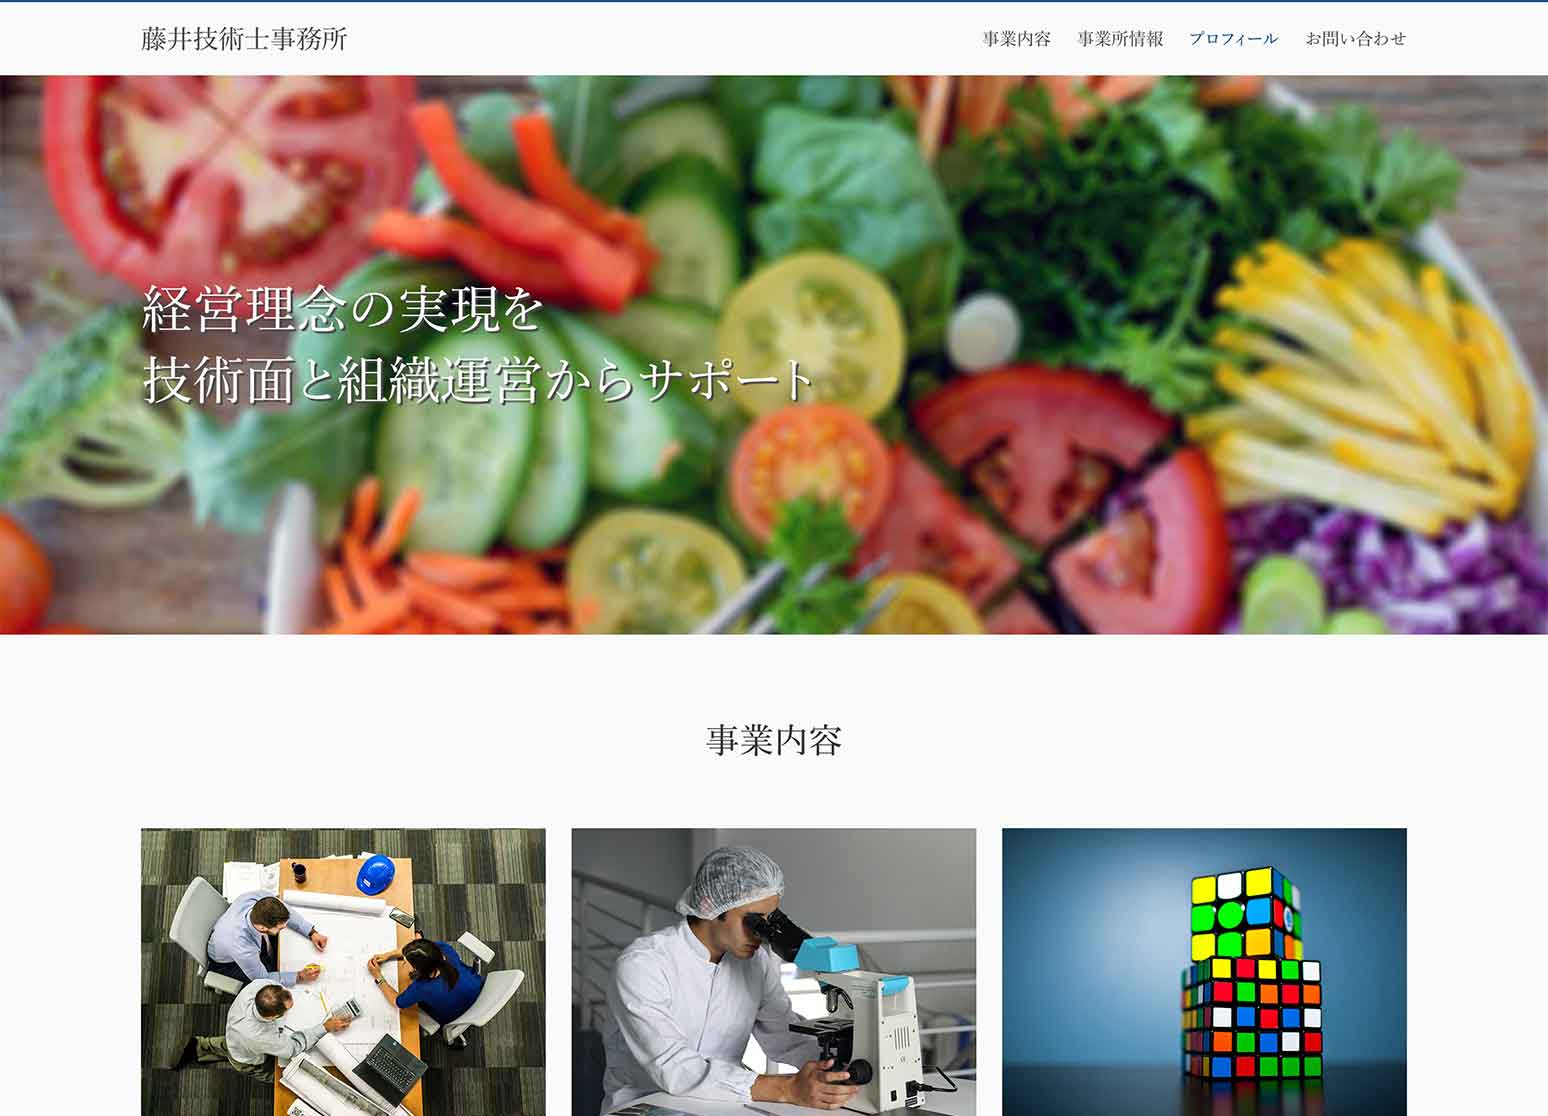 藤井技術士事務所
事業内容 事業所情報 プロフィール お問い合わせ
経営理念の実現を
技術面と組織運営からサポート
事業内容